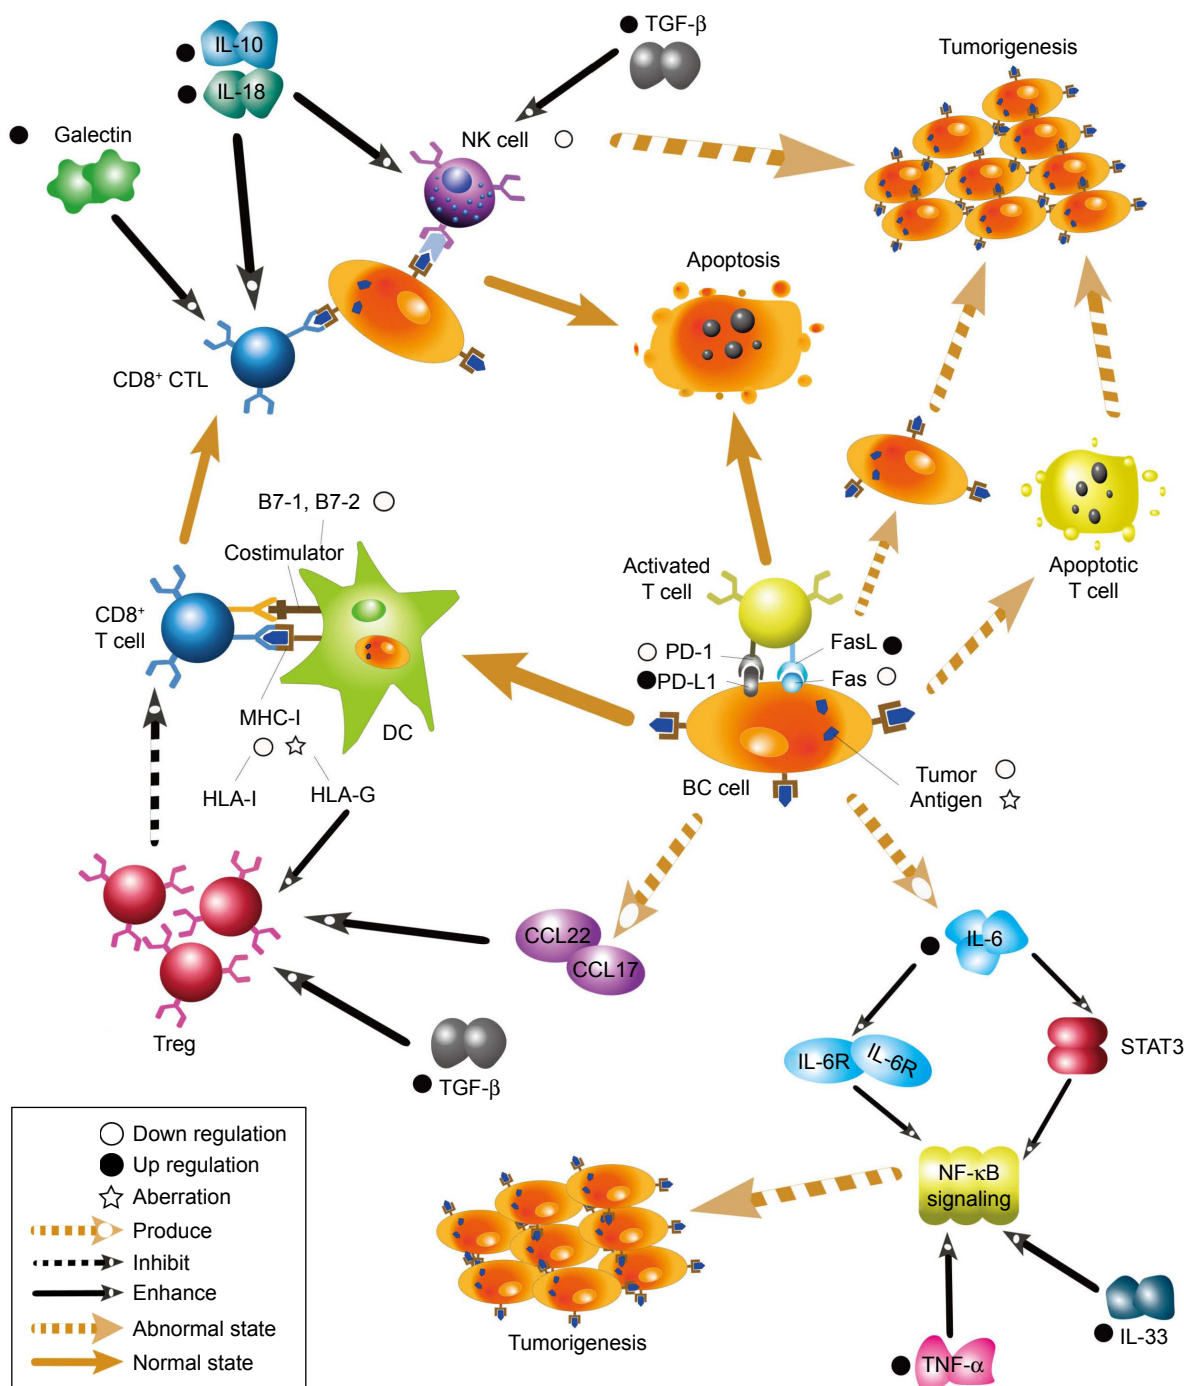 IL-10
IL-18
TGF-β
Tumorigenesis
Galectin
NK cell
Apoptosis
CD8⁺ CTL
B7-1, B7-2
Costimulator
CD8⁺
T cell
MHC-I
DC
HLA-I
HLA-G
Activated
T cell
Apoptotic
T cell
PD-1
FasL
PD-L1
Fas
BC cell
Tumor
Antigen
CCL22
CCL17
IL-6
Treg
TGF-β
IL-6R
IL-6R
STAT3
NF-κB
signaling
Tumorigenesis
IL-33
TNF-α
Down regulation
Up regulation
Aberration
Produce
Inhibit
Enhance
Abnormal state
Normal state